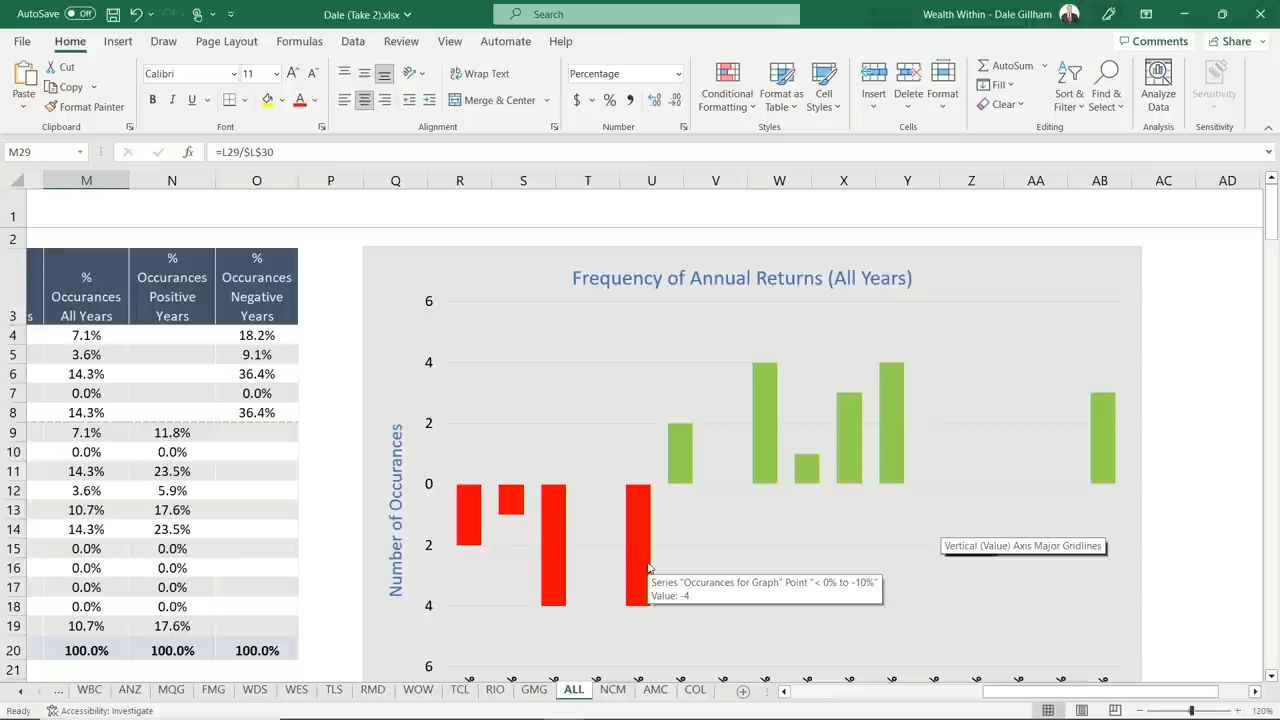 AutoSave Off Dale (Take 2).xlsx Search Wealth Within - Dale Gillham
File Home Insert Draw Page Layout Formulas Data Review View Automate Help Comments Share
Paste Cut Copy Format Painter
Clipboard
Calibri 11
B I U A
Font
Wrap Text
Merge & Center
Alignment
Percentage
$ % ,
Number
Conditional Formatting Format as Table Cell Styles
Styles
Insert Delete Format
Cells
AutoSum
Fill
Clear
Sort & Filter Find & Select
Editing
Analyze Data
Analysis
Sensitivity
Sensitivity
M29 fx =L29/$L$30
M N O P Q R S T U V W X Y Z AA AB AC AD
1
2
3 s % Occurances All Years % Occurances Positive Years % Occurances Negative Years
4 7.1% 18.2%
5 3.6% 9.1%
6 14.3% 36.4%
7 0.0% 0.0%
8 14.3% 36.4%
9 7.1% 11.8%
10 0.0% 0.0%
11 14.3% 23.5%
12 3.6% 5.9%
13 10.7% 17.6%
14 14.3% 23.5%
15 0.0% 0.0%
16 0.0% 0.0%
17 0.0% 0.0%
18 0.0% 0.0%
19 10.7% 17.6%
20 100.0% 100.0% 100.0%
21
Frequency of Annual Returns (All Years)
Number of Occurances
6
4
2
0
2
4
6
Vertical (Value) Axis Major Gridlines
Series "Occurances for Graph" Point "< 0% to -10%"
Value: -4
... WBC ANZ MQG FMG WDS WES TLS RMD WOW TCL RIO GMG ALL NCM AMC COL
Ready Accessibility: Investigate 120%